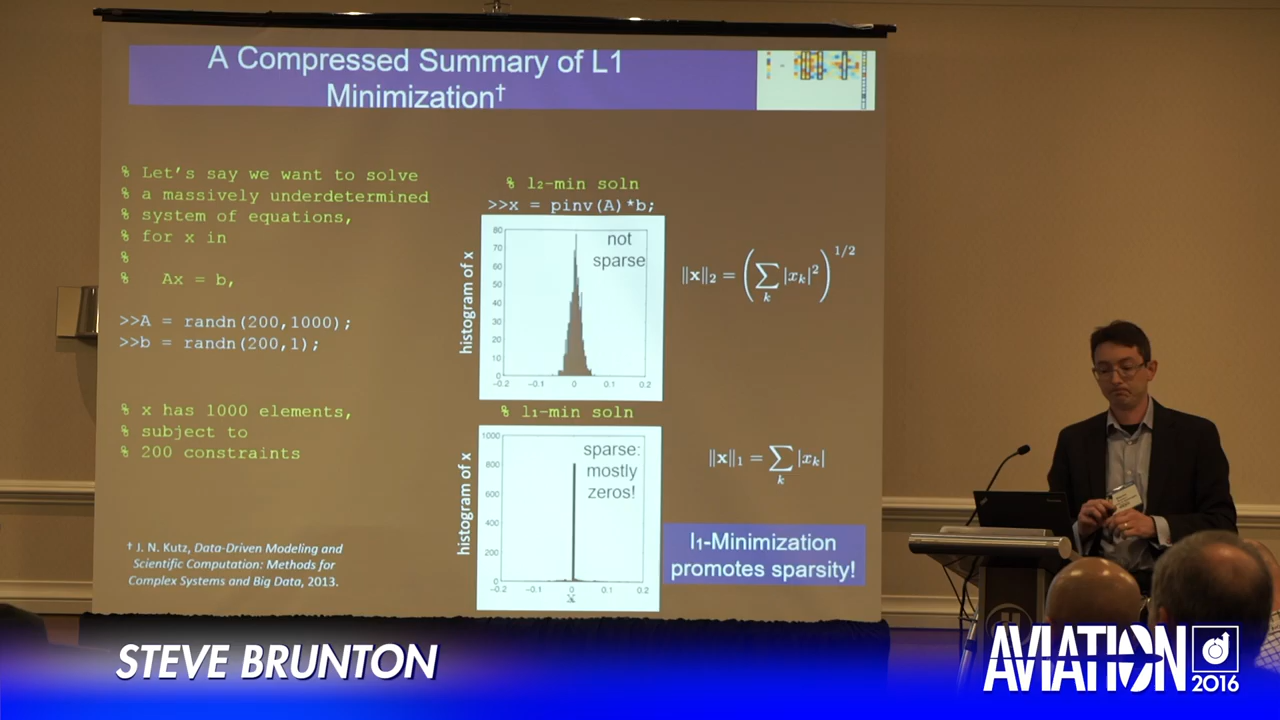 A Compressed Summary of L1
Minimization†
% Let's say we want to solve
% a massively underdetermined
% system of equations,
% for x in
%
% Ax = b,
>>A = randn(200,1000);
>>b = randn(200,1);
% x has 1000 elements,
% subject to
% 200 constraints
† J. N. Kutz, Data-Driven Modeling and
Scientific Computation: Methods for
Complex Systems and Big Data, 2013.
% l₂-min soln
>>x = pinv(A)*b;
histogram of x
80
70
60
50
40
30
20
10
0
not
sparse
-0.2 -0.1 0 0.1 0.2
% l₁-min soln
histogram of x
1000
800
600
400
200
0
sparse:
mostly
zeros!
-0.2 -0.1 0 0.1 0.2
x
‖x‖₂ = (∑ₖ |xₖ|²)^1/2
‖x‖₁ = ∑ₖ |xₖ|
l₁-Minimization
promotes sparsity!
STEVE BRUNTON
AVIATION
2016